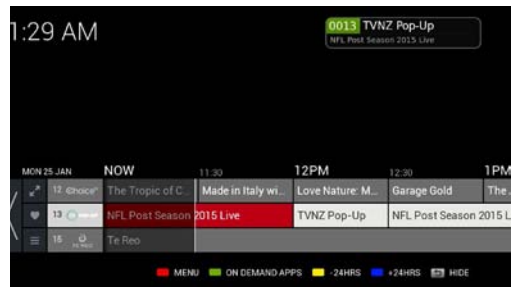 1:29 AM
0013 TVNZ Pop-Up
NFL Post Season 2015 Live
MON 25 JAN NOW 11:30 12PM 12:30 1PM
12 Choice The Tropic of C... Made in Italy wi... Love Nature: M... Garage Gold The
13 NFL Post Season 2015 Live TVNZ Pop-Up NFL Post Season 2015 L
15 TE REO Te Reo
MENU ON DEMAND APPS -24HRS +24HRS HIDE